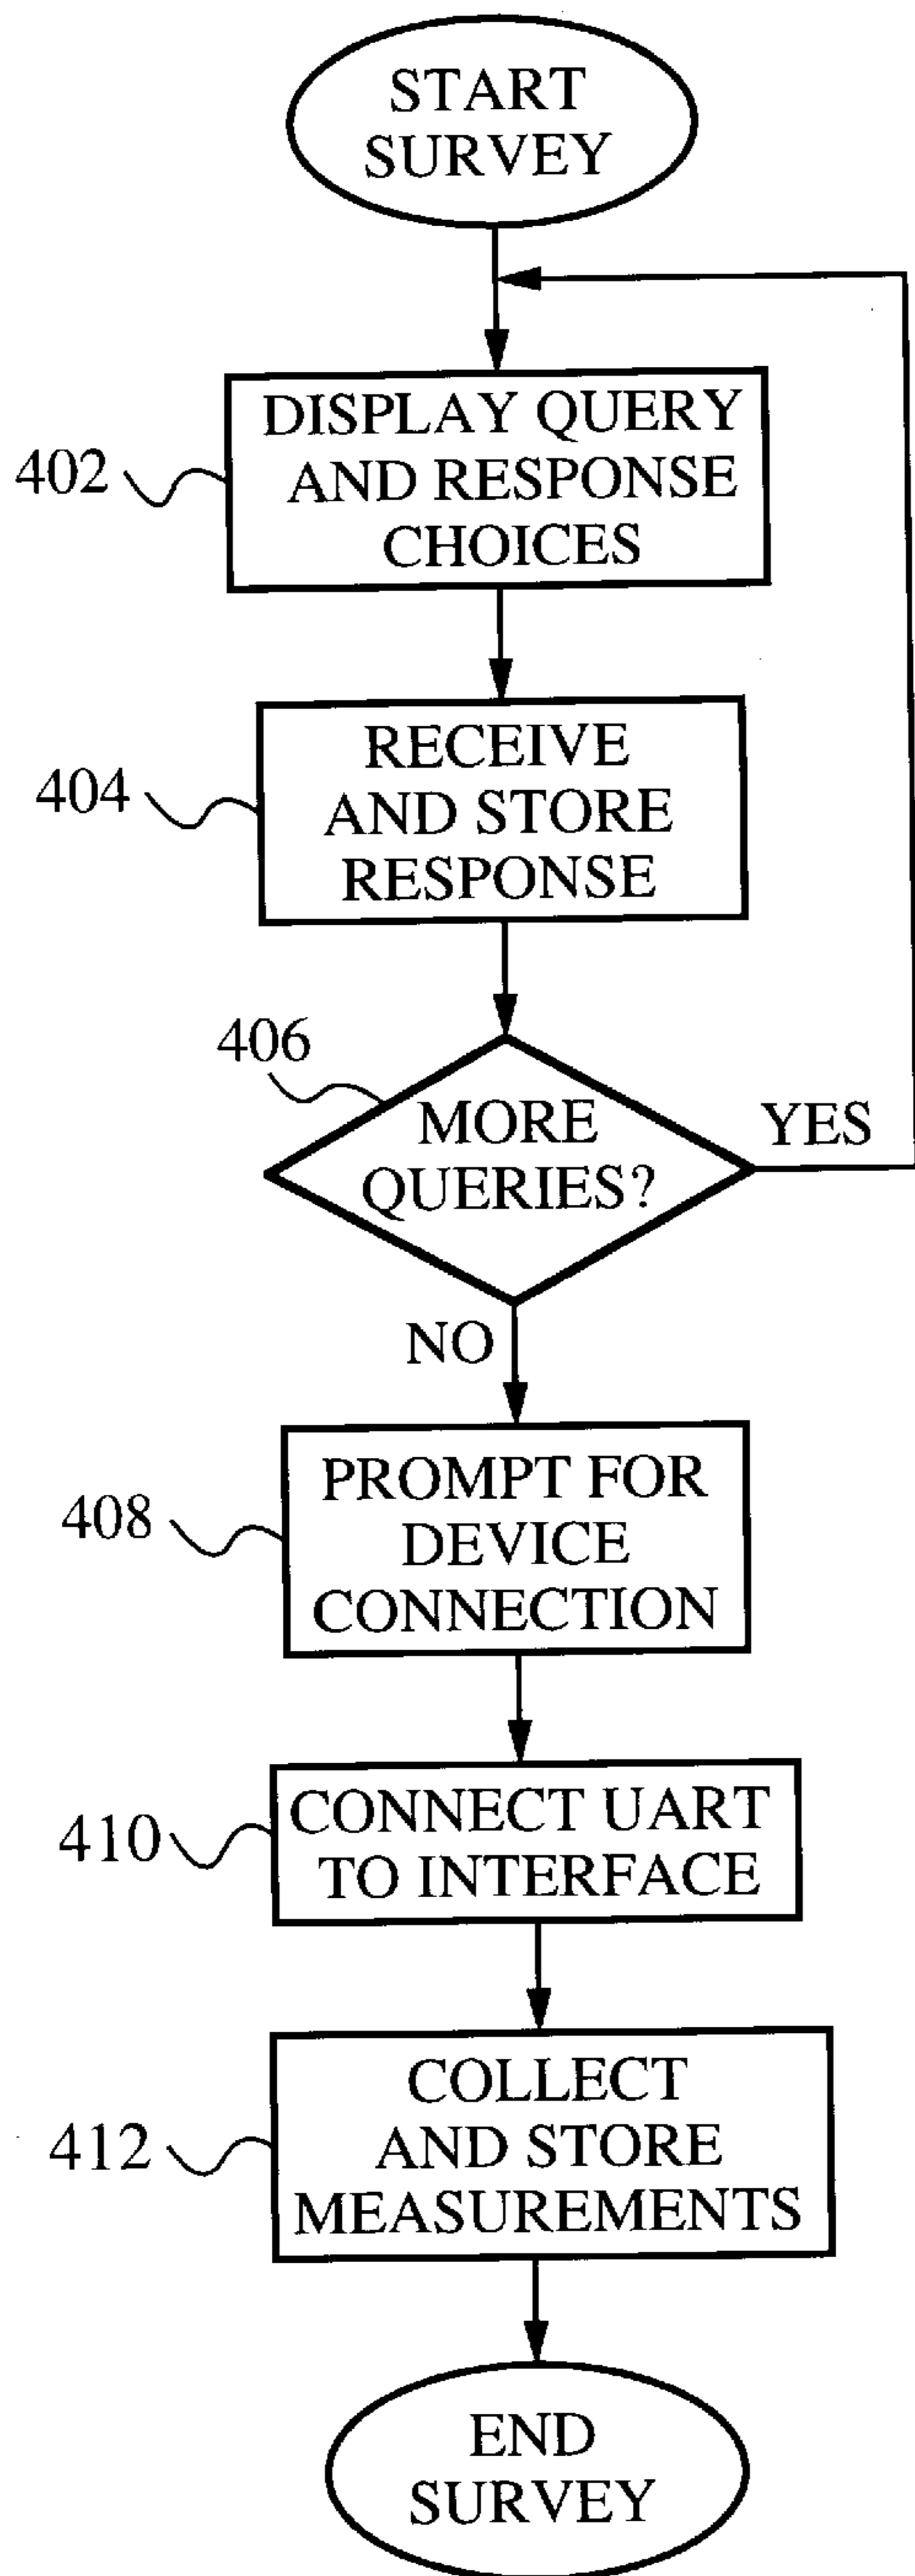 START
SURVEY
402
DISPLAY QUERY
AND RESPONSE
CHOICES
404
RECEIVE
AND STORE
RESPONSE
406
MORE
QUERIES?
YES
NO
408
PROMPT FOR
DEVICE
CONNECTION
410
CONNECT UART
TO INTERFACE
412
COLLECT
AND STORE
MEASUREMENTS
END
SURVEY